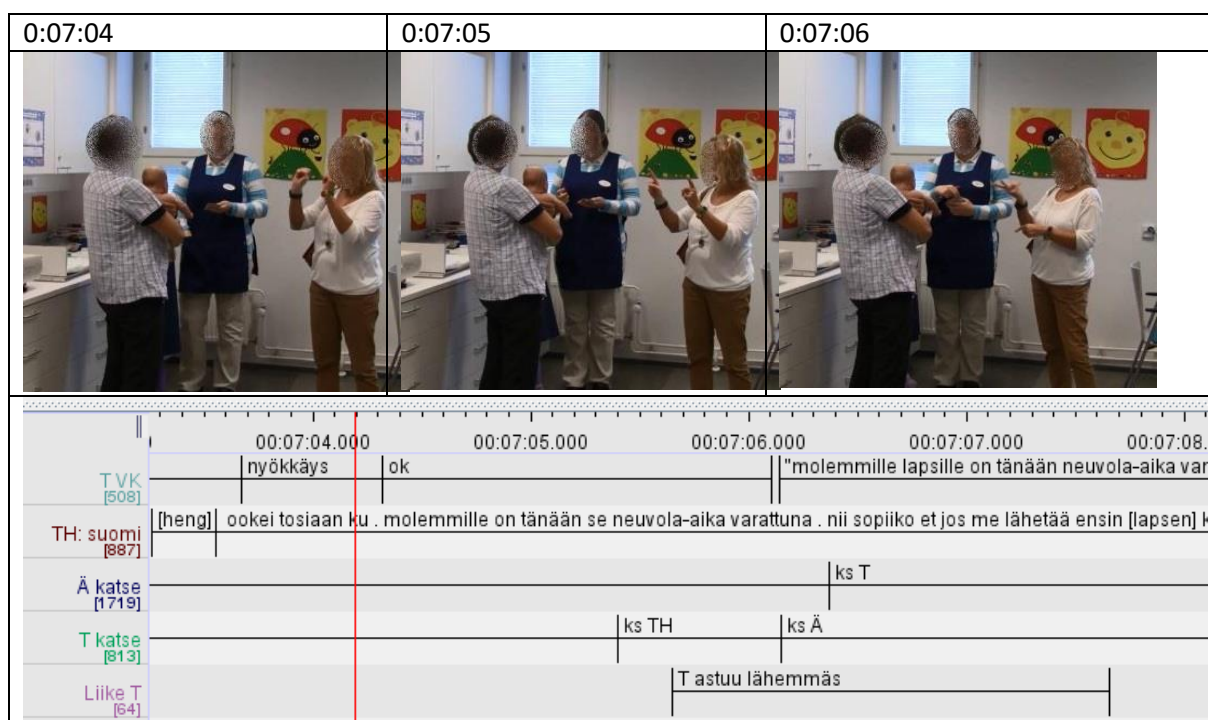 0:07:04 0:07:05 0:07:06
00:07:04.000 00:07:05.000 00:07:06.000 00:07:07.000 00:07:08.
T VK nyökkäys ok "molemmille lapsille on tänään neuvola-aika var
[508]
TH: suomi [heng] ookei tosiaan ku . molemmille on tänään se neuvola-aika varattuna . nii sopiiko et jos me lähetää ensin [lapsen] k
[887]
Ä katse ks T
[1719]
T katse ks TH ks Ä
[813]
Liike T T astuu lähemmäs
[64]